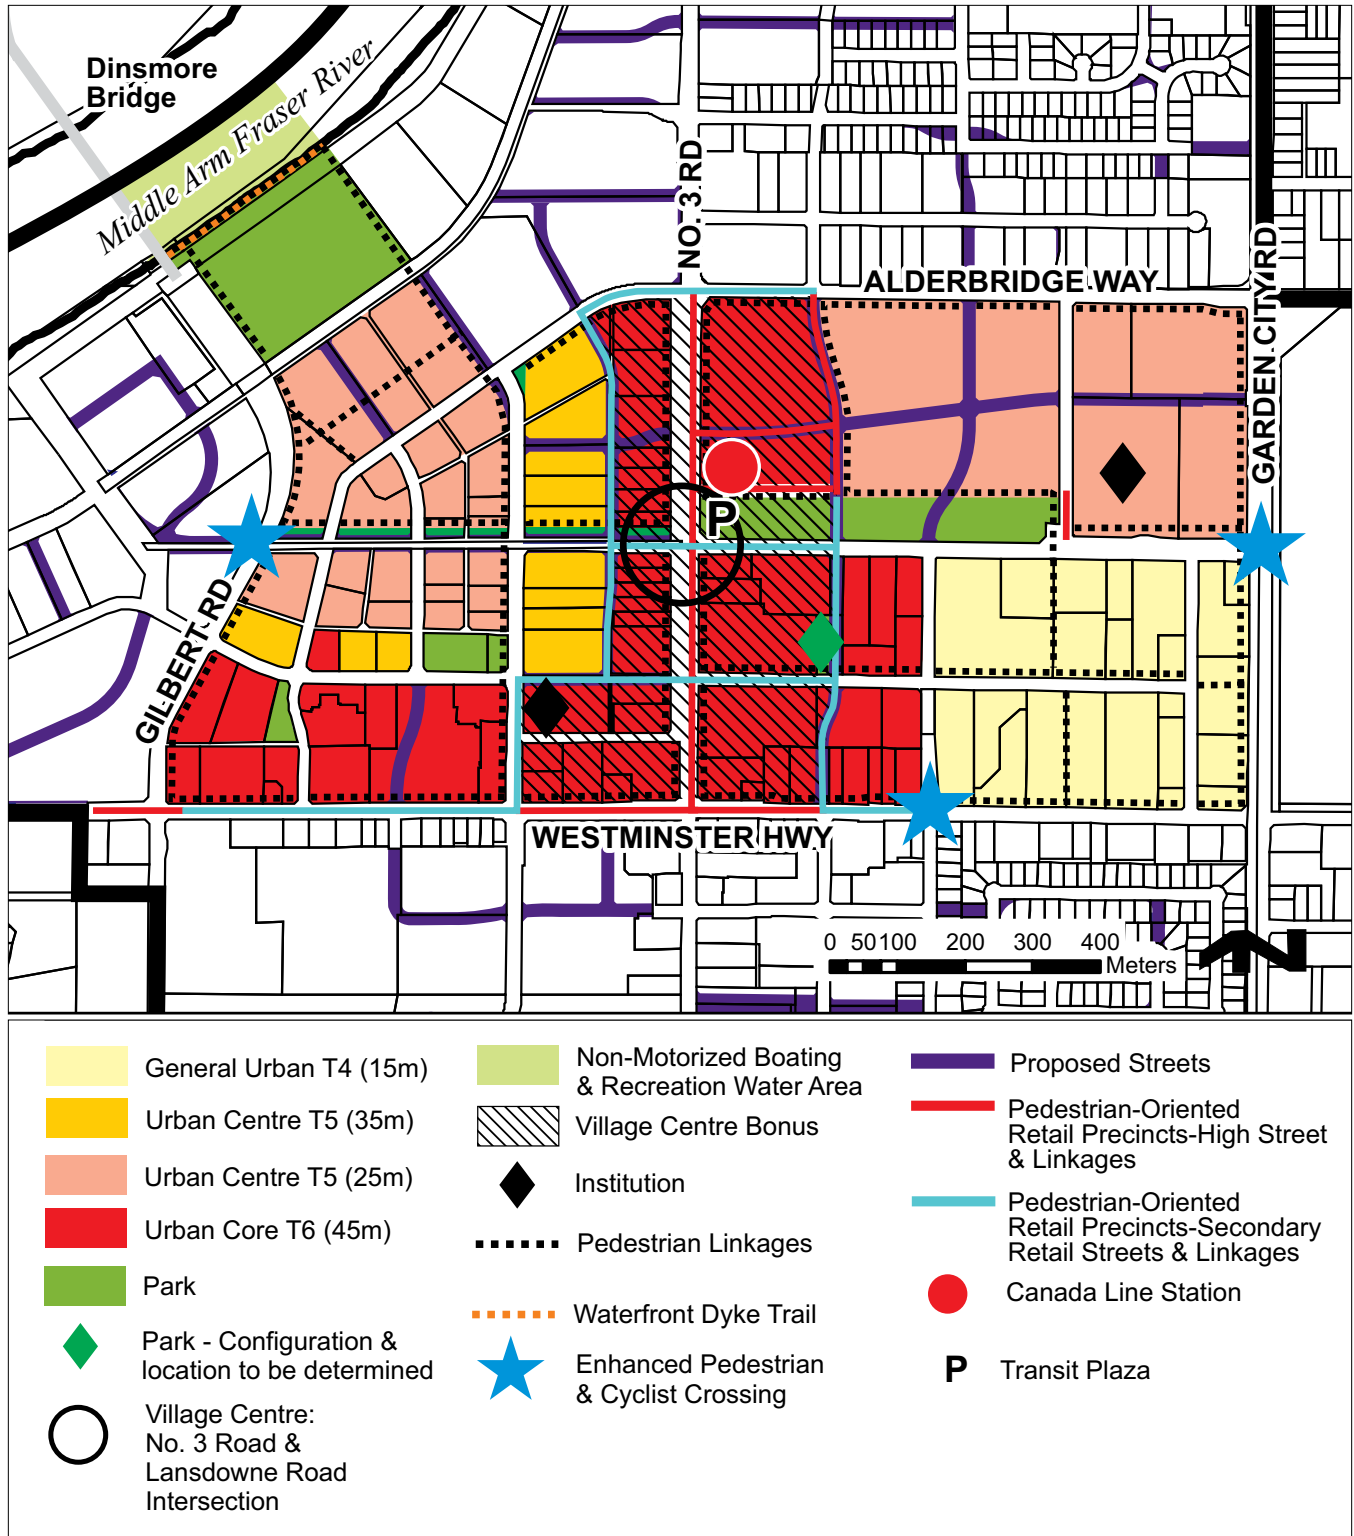 Dinsmore
Bridge
Middle Arm Fraser River
NO. 3 RD
ALDERBRIDGE WAY
GARDEN CITY RD
P
GILBERT RD
WESTMINSTER HWY
0 50 100 200 300 400
Meters
General Urban T4 (15m)
Urban Centre T5 (35m)
Urban Centre T5 (25m)
Urban Core T6 (45m)
Park
Park - Configuration &
location to be determined
Village Centre:
No. 3 Road &
Lansdowne Road
Intersection
Non-Motorized Boating
& Recreation Water Area
Village Centre Bonus
Institution
Pedestrian Linkages
Waterfront Dyke Trail
Enhanced Pedestrian
& Cyclist Crossing
Proposed Streets
Pedestrian-Oriented
Retail Precincts-High Street
& Linkages
Pedestrian-Oriented
Retail Precincts-Secondary
Retail Streets & Linkages
Canada Line Station
P Transit Plaza